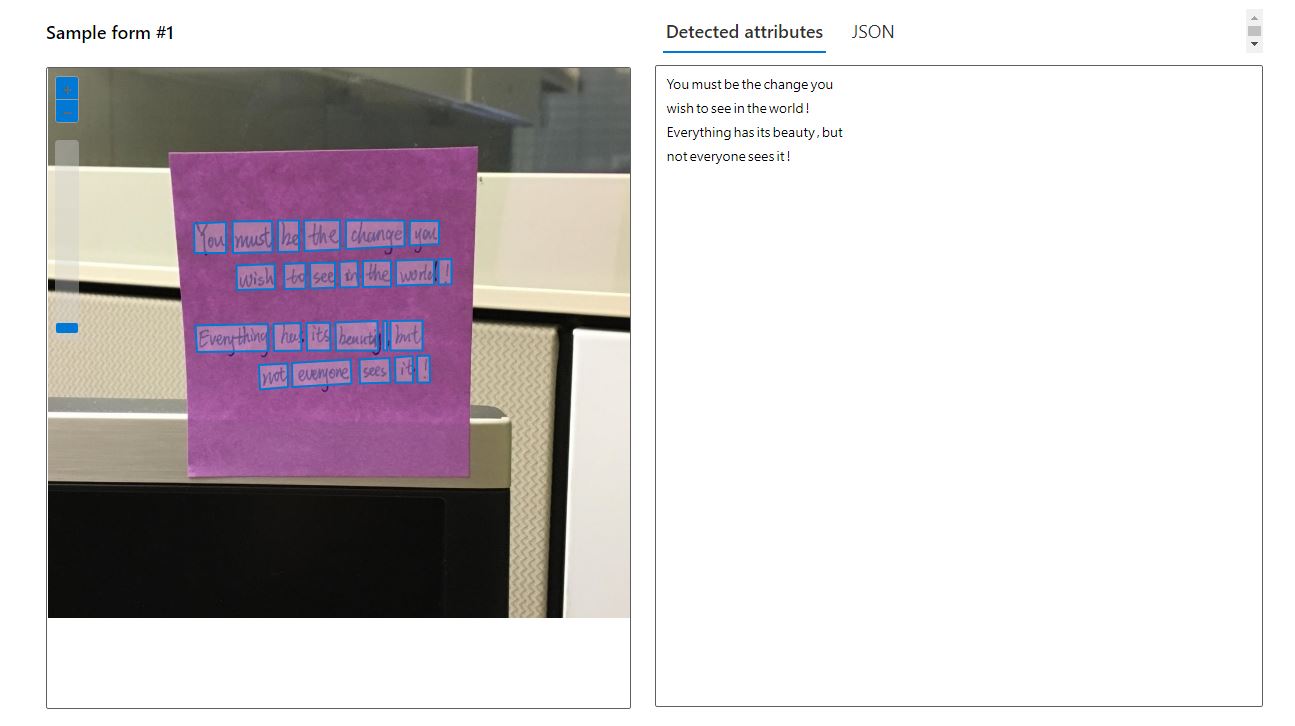 Sample form #1
Detected attributes
JSON
+
-
You must be the change you
wish to see in the world !
Everything has its beauty , but
not everyone sees it !
You must be the change you
wish to see in the world !
Everything has its beauty , but
not everyone sees it !